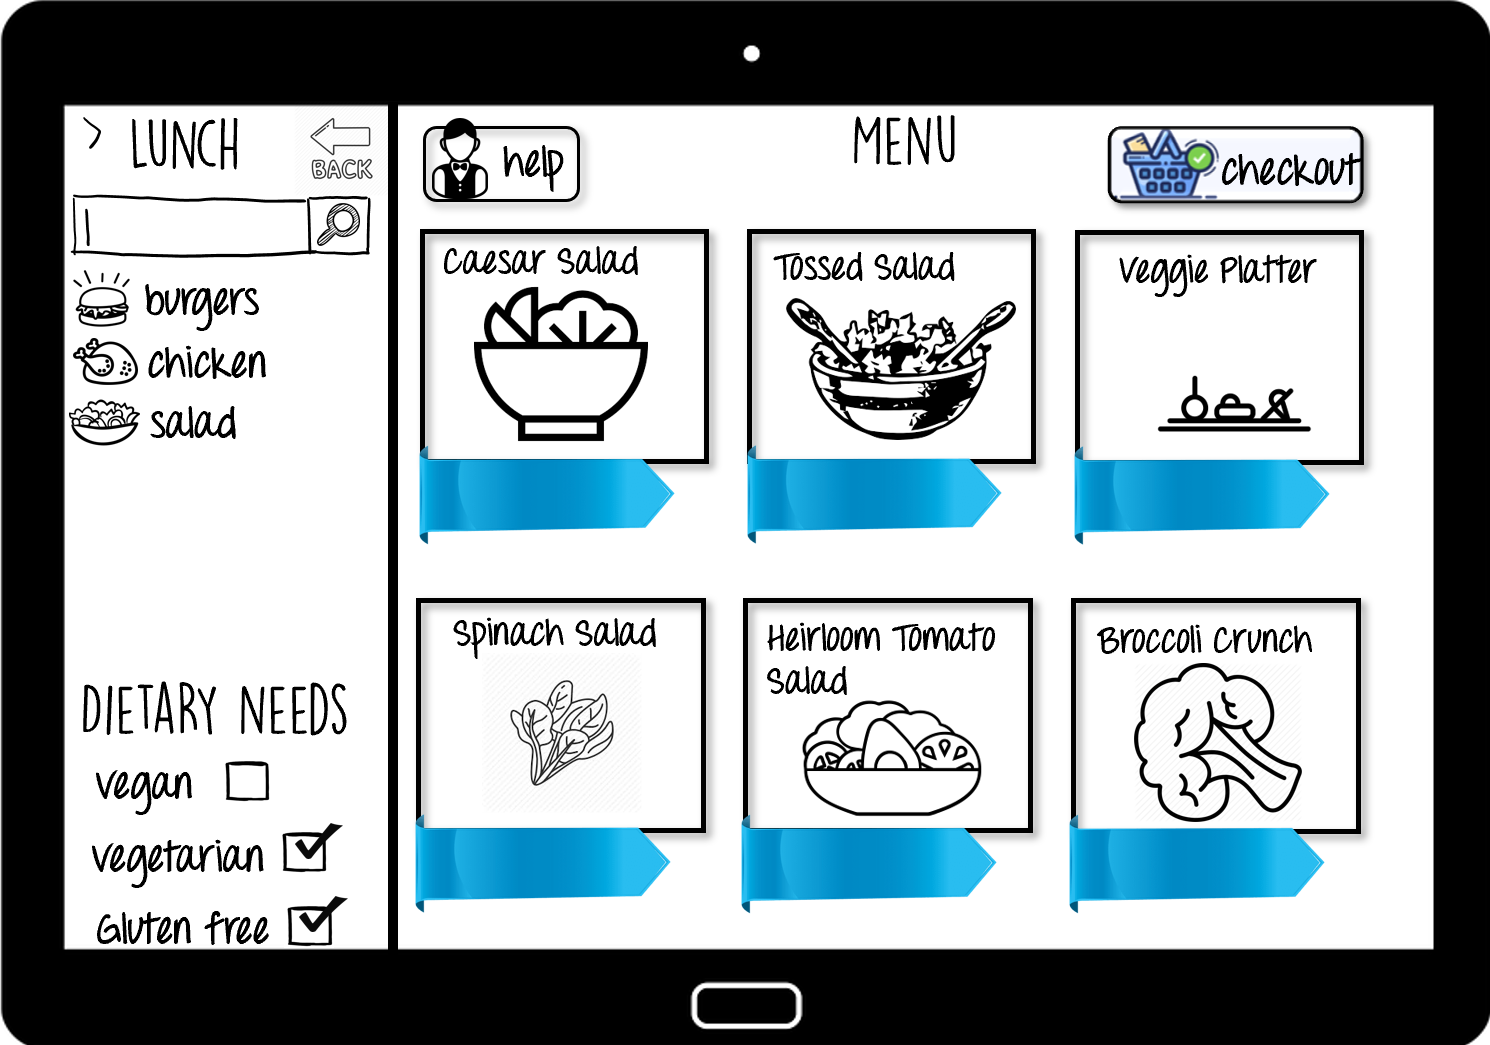 LUNCH
BACK
burgers
chicken
salad
DIETARY NEEDS
vegan
vegetarian
Gluten free
help
MENU
checkout
Caesar Salad
Tossed Salad
Veggie Platter
Spinach Salad
Heirloom Tomato
Salad
Broccoli Crunch